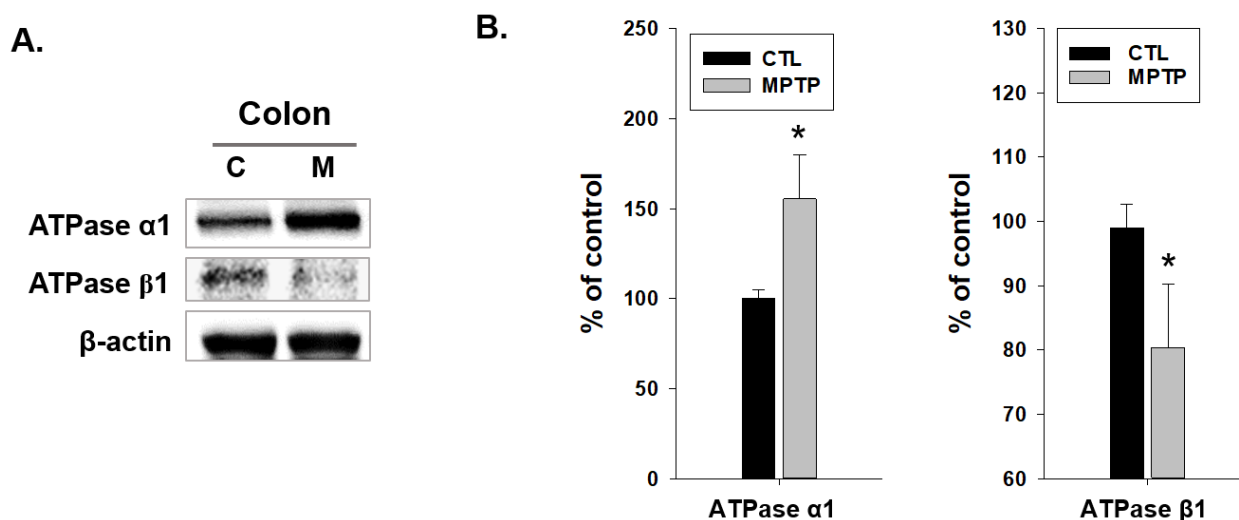 A.
Colon
C M
ATPase α1
ATPase β1
β-actin
B.
% of control
250
200
150
100
50
0
CTL
MPTP
*
ATPase α1
% of control
130
120
110
100
90
80
70
60
CTL
MPTP
*
ATPase β1